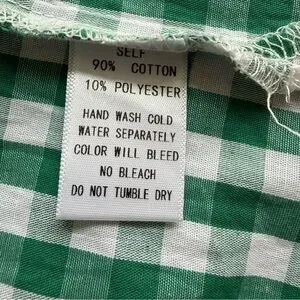 SELF
90% COTTON
10% POLYESTER
HAND WASH COLD
WATER SEPARATELY
COLOR WILL BLEED
NO BLEACH
DO NOT TUMBLE DRY